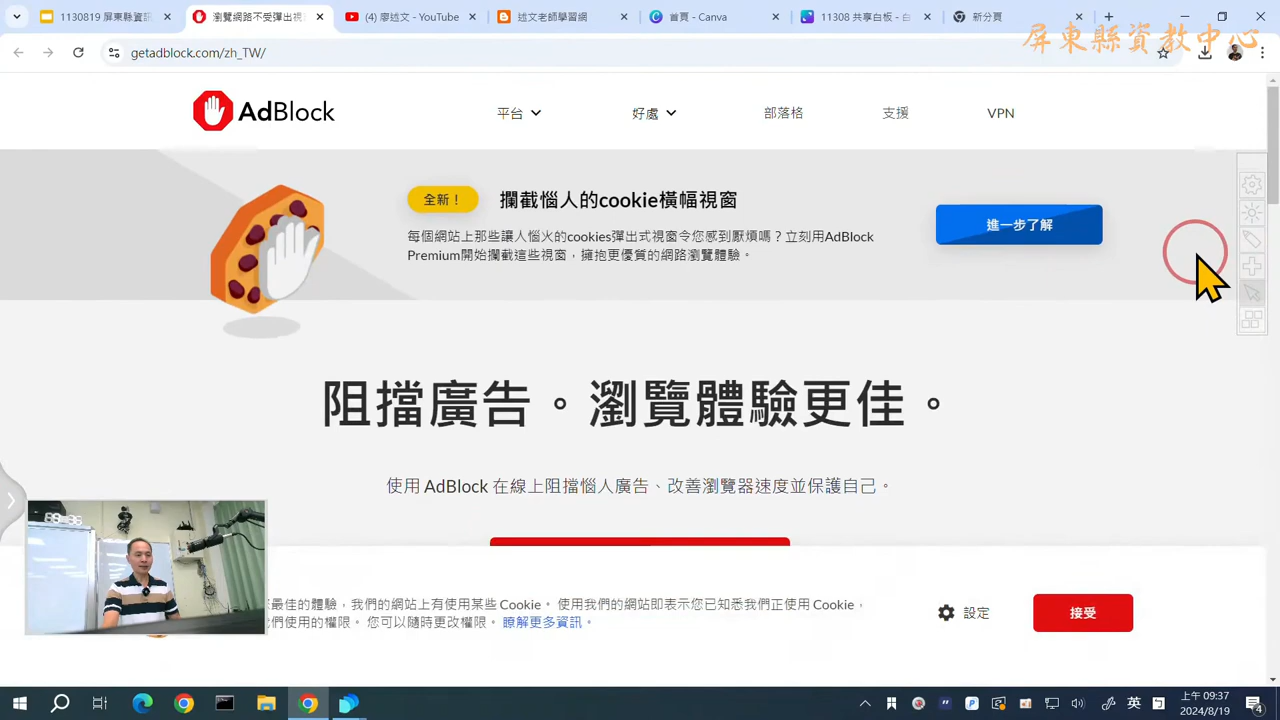 1130819 屏東縣資訊
瀏覽網路不受彈出視
(4) 廖述文 - YouTube
述文老師學習網
首頁 - Canva
11308 共享白板 - 白
新分頁
getadblock.com/zh_TW/
屏東縣資教中心
AdBlock
平台
好處
部落格
支援
VPN
全新！
攔截惱人的cookie橫幅視窗
每個網站上那些讓人惱火的cookies彈出式視窗令您感到厭煩嗎？立刻用AdBlock
Premium開始攔截這些視窗，擁抱更優質的網路瀏覽體驗。
進一步了解
阻擋廣告。瀏覽體驗更佳。
使用 AdBlock 在線上阻擋惱人廣告、改善瀏覽器速度並保護自己。
最佳的體驗，我們的網站上有使用某些 Cookie。 使用我們的網站即表示您已知悉我們正使用 Cookie，
們使用的權限。 您可以隨時更改權限。 瞭解更多資訊。
設定
接受
英
上午 09:37
2024/8/19
4